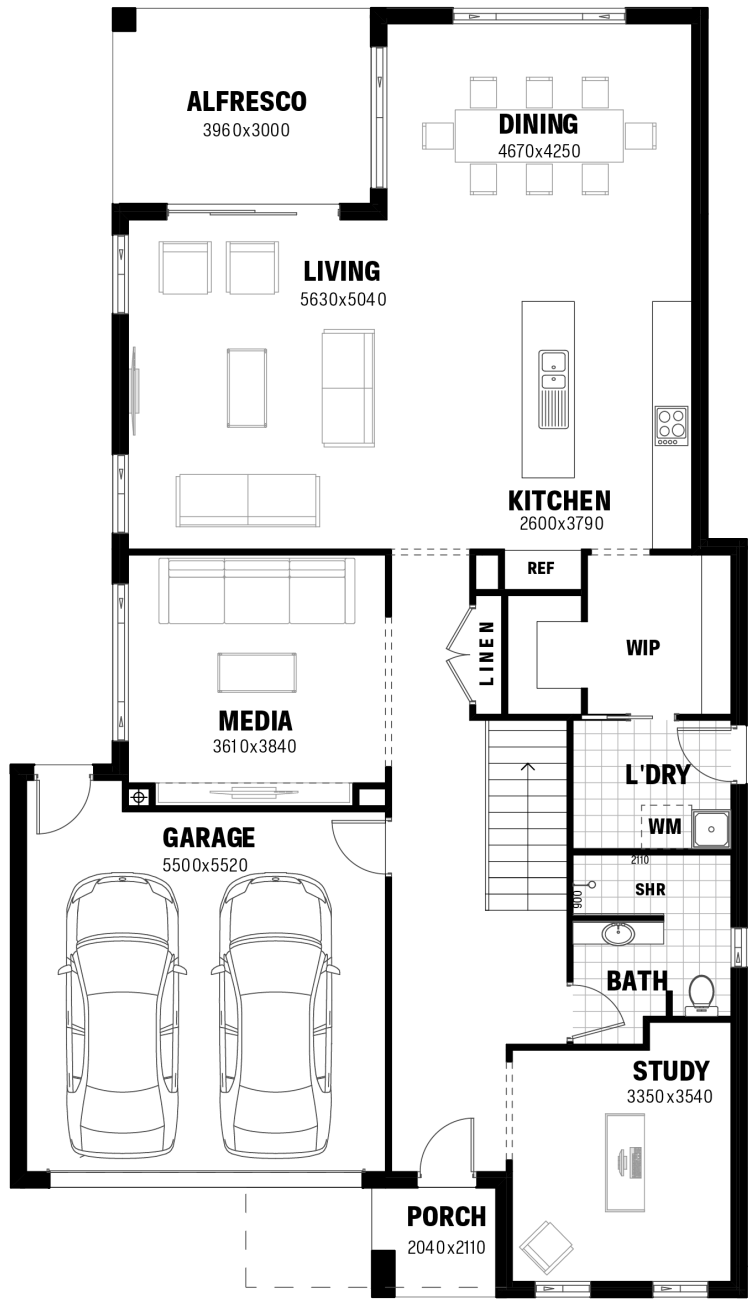 ALFRESCO
3960x3000
DINING
4670x4250
LIVING
5630x5040
KITCHEN
2600x3790
REF
LINEN
WIP
MEDIA
3610x3840
L'DRY
WM
GARAGE
5500x5520
2110
900
SHR
BATH
STUDY
3350x3540
PORCH
2040x2110